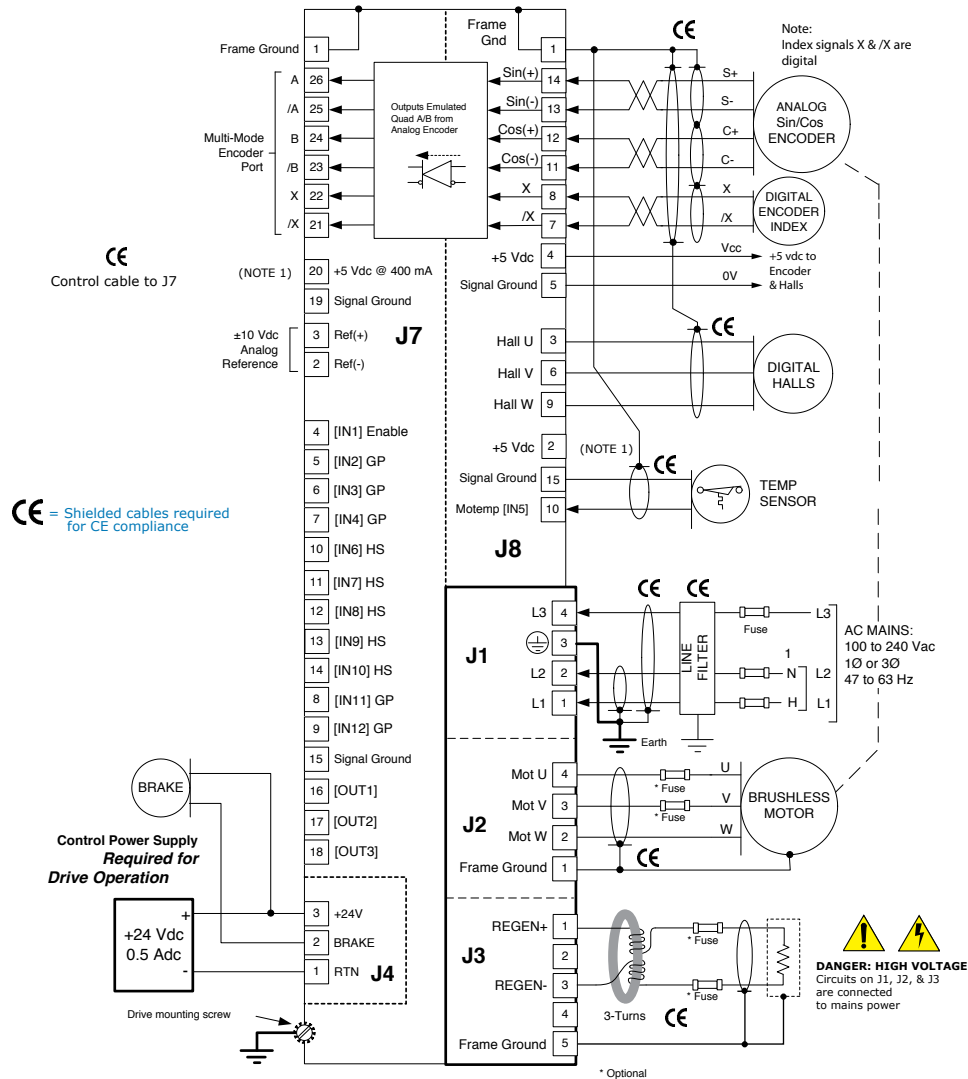 Frame Ground 1
Multi-Mode
Encoder
Port
A 26
/A 25
B 24
/B 23
X 22
/X 21
Outputs Emulated
Quad A/B from
Analog Encoder
CE
Control cable to J7
(NOTE 1) 20 +5 Vdc @ 400 mA
19 Signal Ground
±10 Vdc
Analog
Reference
3 Ref(+)
2 Ref(-)
J7
4 [IN1] Enable
5 [IN2] GP
6 [IN3] GP
7 [IN4] GP
10 [IN6] HS
11 [IN7] HS
12 [IN8] HS
13 [IN9] HS
14 [IN10] HS
8 [IN11] GP
9 [IN12] GP
15 Signal Ground
16 [OUT1]
17 [OUT2]
18 [OUT3]
CE = Shielded cables required
for CE compliance
BRAKE
Control Power Supply
Required for
Drive Operation
+
+24 Vdc
0.5 Adc
-
3 +24V
2 BRAKE
1 RTN
J4
Drive mounting screw
Frame
Gnd 1
Sin(+) 14
Sin(-) 13
Cos(+) 12
Cos(-) 11
X 8
/X 7
+5 Vdc 4
Signal Ground 5
Hall U 3
Hall V 6
Hall W 9
+5 Vdc 2 (NOTE 1)
Signal Ground 15
Motemp [IN5] 10
J8
CE
Note:
Index signals X & /X are
digital
S+
S-
C+
C-
ANALOG
Sin/Cos
ENCODER
X
/X
DIGITAL
ENCODER
INDEX
Vcc
0V
+5 vdc to
Encoder
& Halls
CE
DIGITAL
HALLS
CE
TEMP
SENSOR
J1
L3 4
3
L2 2
L1 1
CE
CE
LINE
FILTER
Fuse
L3
1
N L2
H L1
AC MAINS:
100 to 240 Vac
1Ø or 3Ø
47 to 63 Hz
Earth
J2
Mot U 4
Mot V 3
Mot W 2
Frame Ground 1
* Fuse
* Fuse
U
V
W
CE
BRUSHLESS
MOTOR
J3
REGEN+ 1
2
REGEN- 3
4
Frame Ground 5
3-Turns
* Fuse
* Fuse
CE
DANGER: HIGH VOLTAGE
Circuits on J1, J2, & J3
are connected
to mains power
* Optional